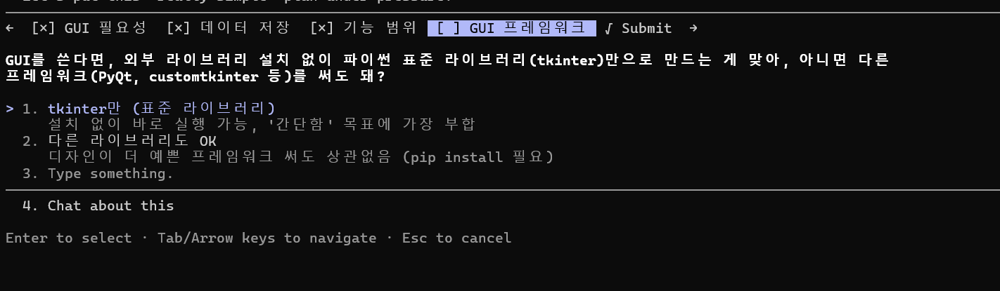 ← [×] GUI 필요성 [×] 데이터 저장 [×] 기능 범위 [ ] GUI 프레임워크 √ Submit →
GUI를 쓴다면, 외부 라이브러리 설치 없이 파이썬 표준 라이브러리(tkinter)만으로 만드는 게 맞아, 아니면 다른
프레임워크(PyQt, customtkinter 등)를 써도 돼?
> 1. tkinter만 (표준 라이브러리)
설치 없이 바로 실행 가능, '간단함' 목표에 가장 부합
2. 다른 라이브러리도 OK
디자인이 더 예쁜 프레임워크 써도 상관없음 (pip install 필요)
3. Type something.
4. Chat about this
Enter to select · Tab/Arrow keys to navigate · Esc to cancel